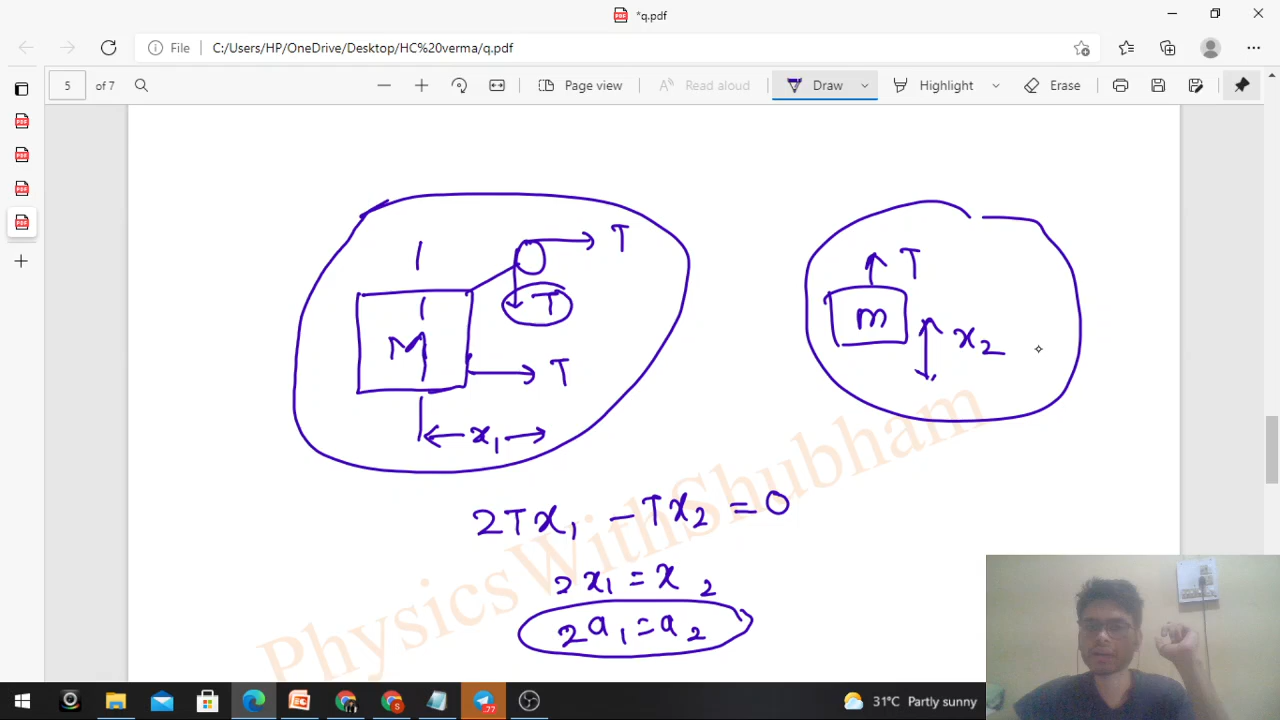 *q.pdf
File C:/Users/HP/OneDrive/Desktop/HC%20verma/q.pdf
5 of 7 Page view Read aloud Draw Highlight Erase
T
T
M
T
x₁
T
m
x₂
2Tx₁ - Tx₂ = 0
2x₁ = x₂
2a₁ = a₂
PhysicsWithShubham
77
31°C Partly sunny